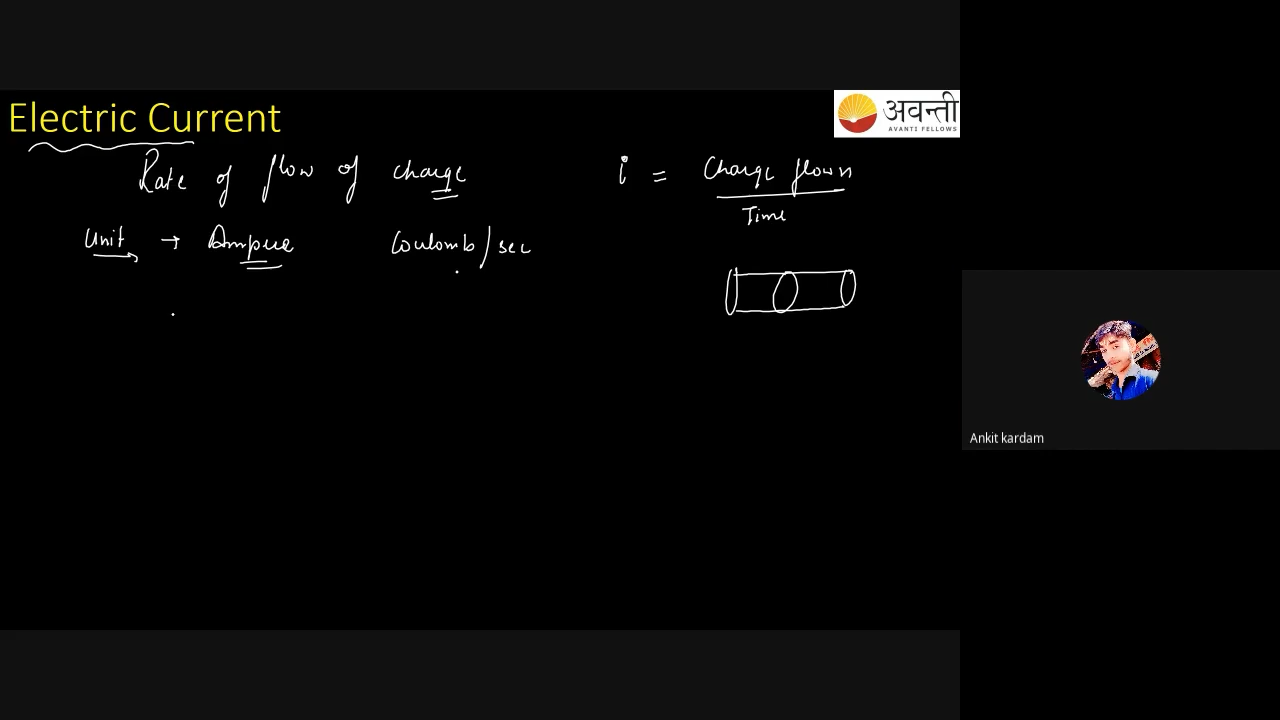 Electric Current
अवन्ती
AVANTI FELLOWS
Rate of flow of charge
i = Charge flown / Time
Unit → Ampere Coulomb/sec
Ankit kardam